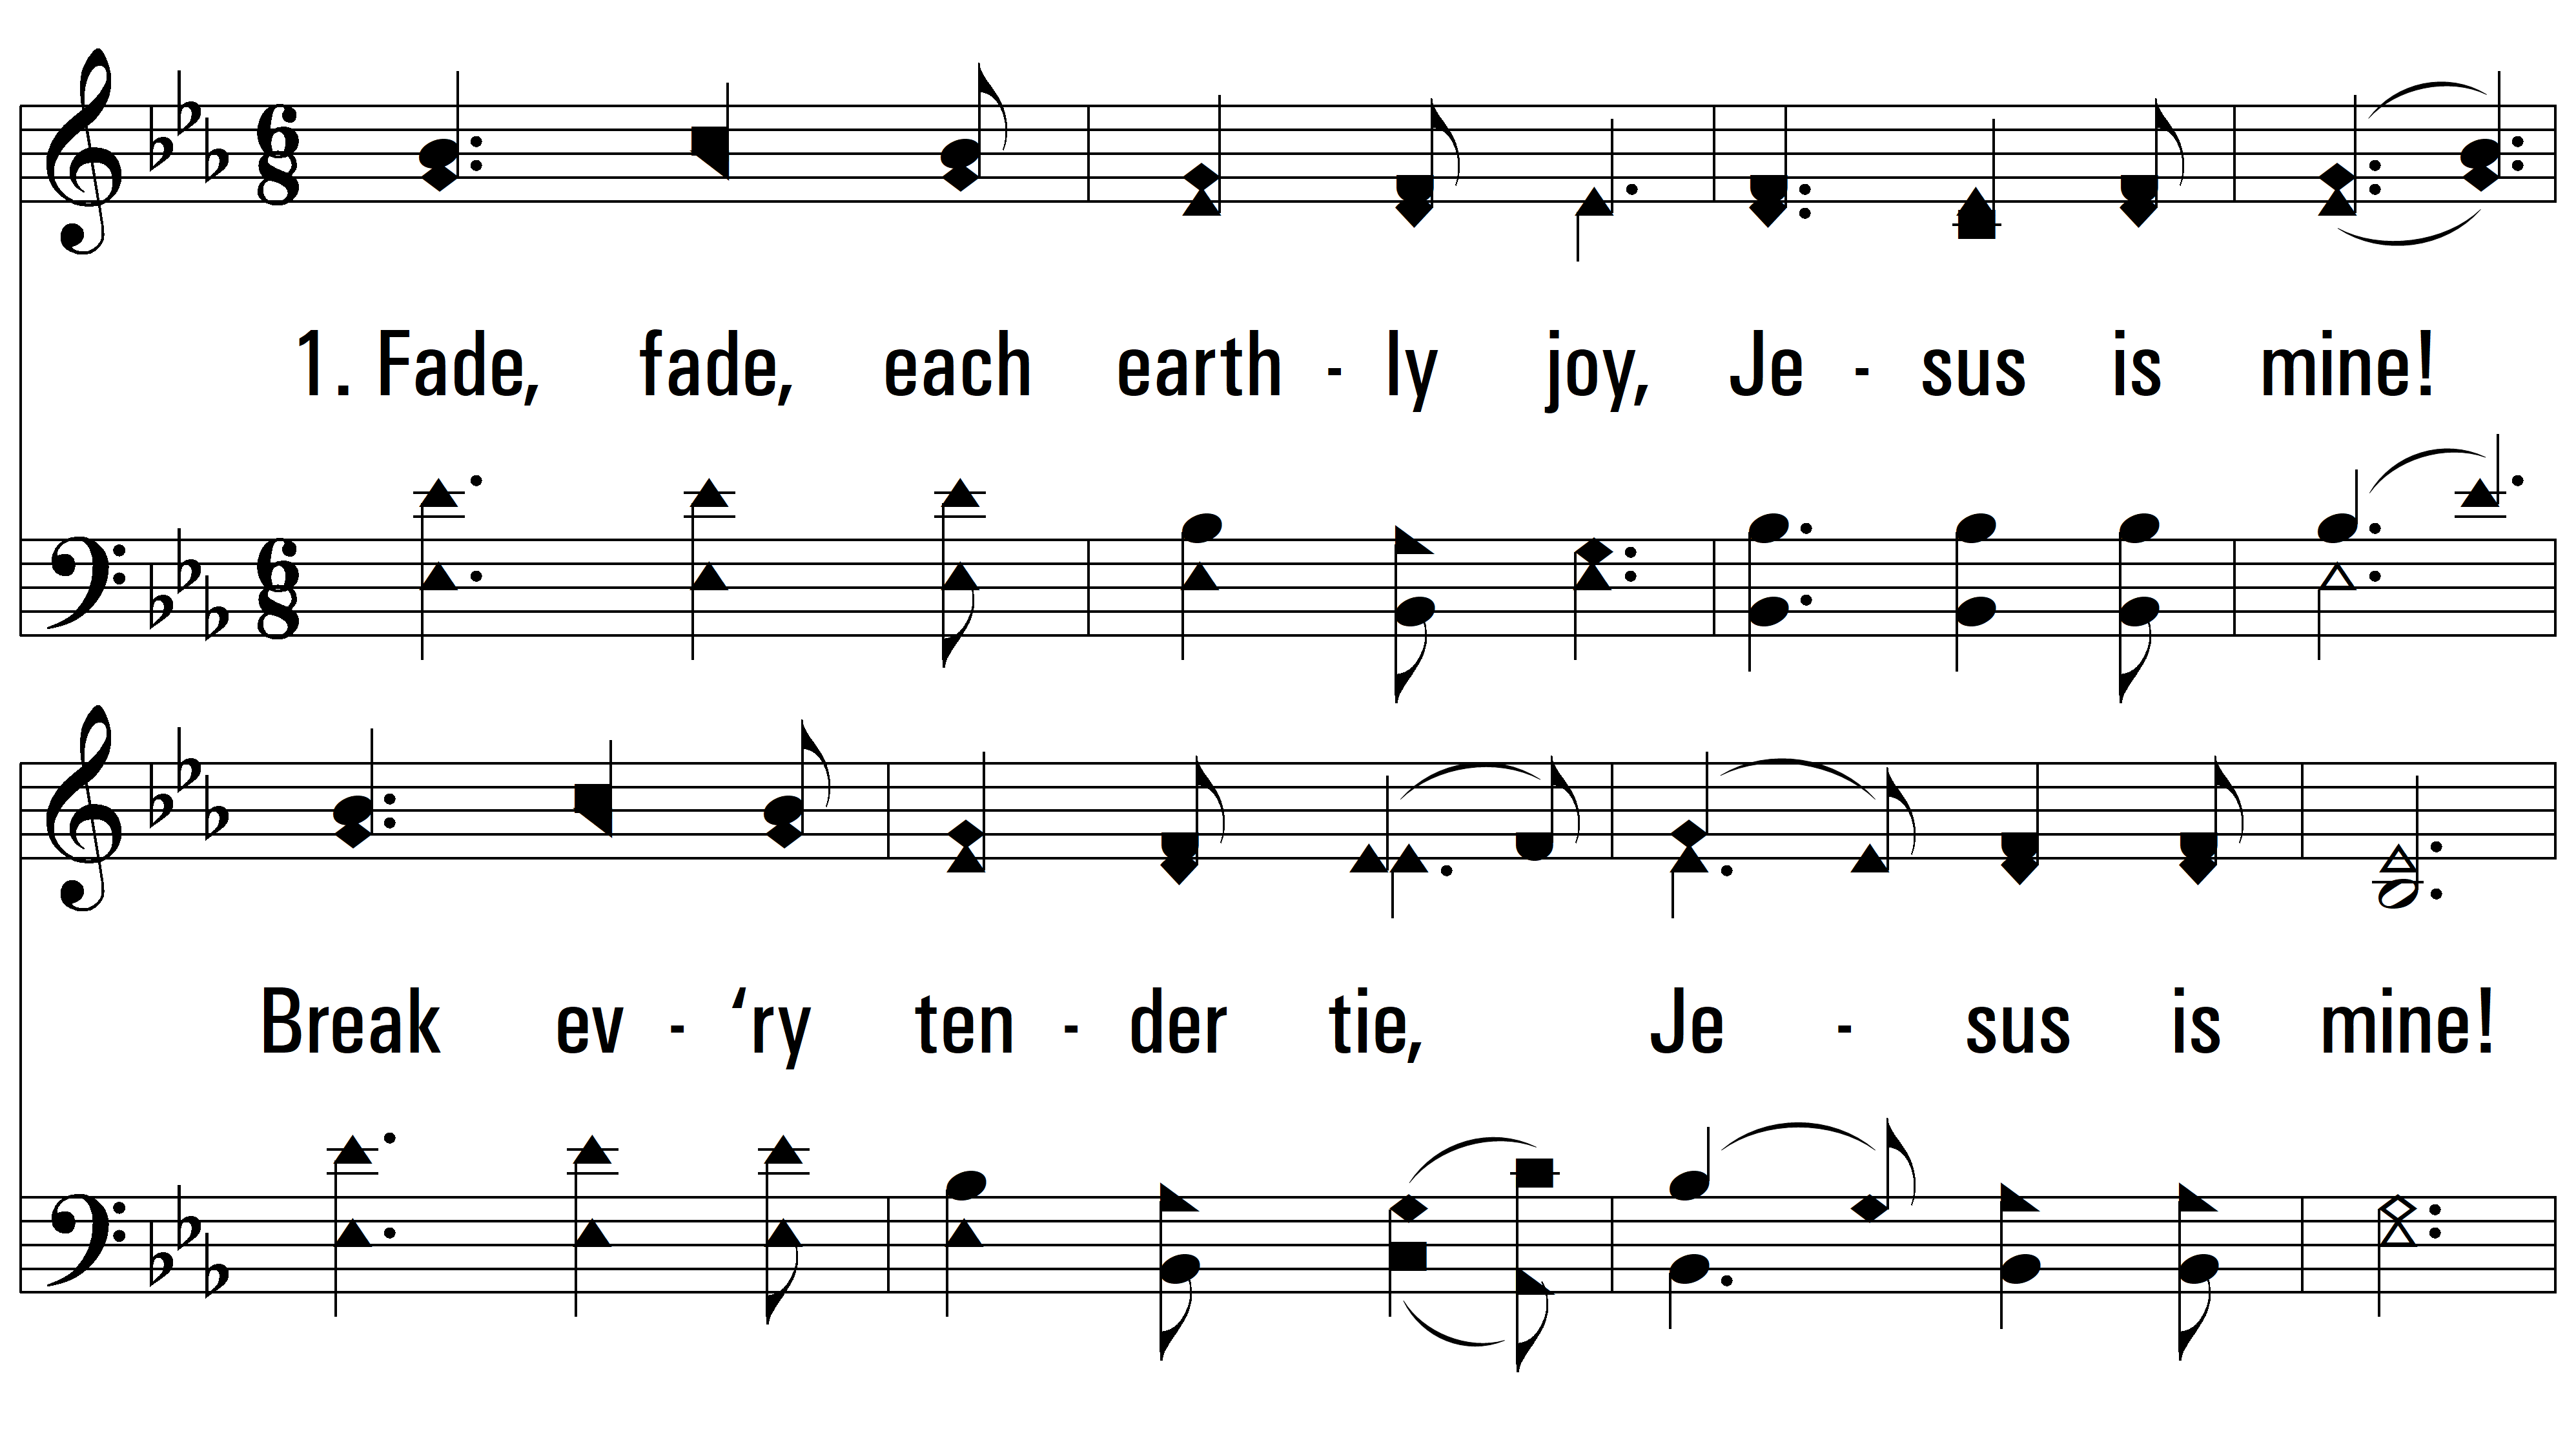 1. Fade, fade, each earth - ly joy, Je - sus is mine!
Break ev - ‘ry ten - der tie, Je - sus is mine!